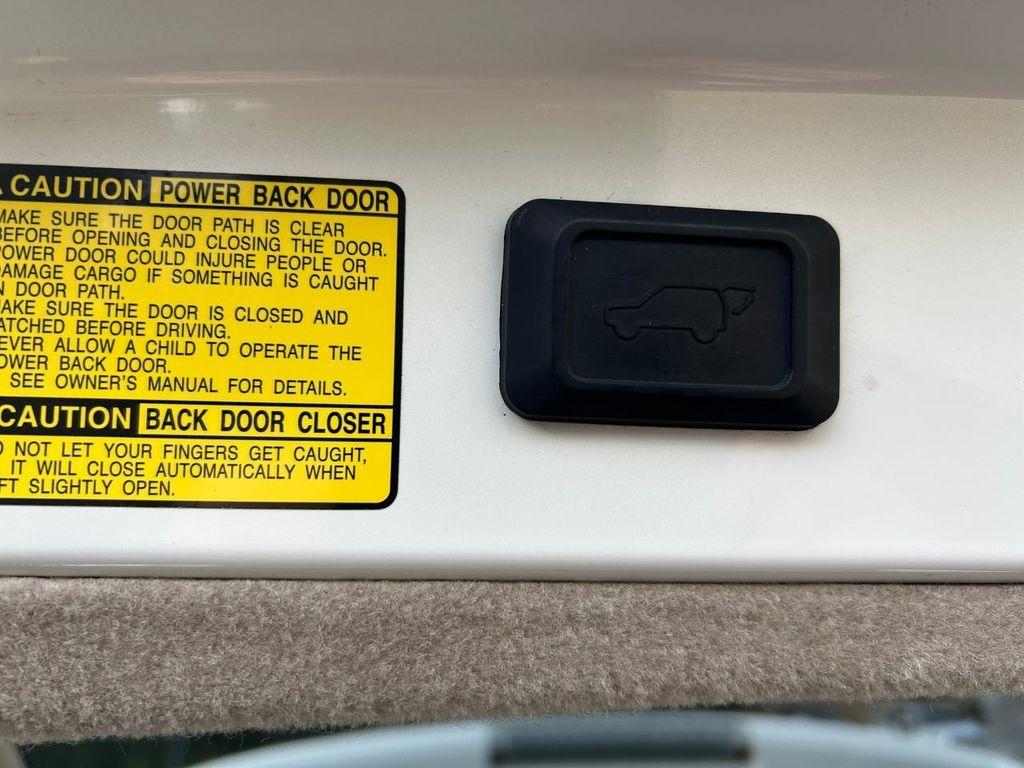 CAUTION POWER BACK DOOR
MAKE SURE THE DOOR PATH IS CLEAR
BEFORE OPENING AND CLOSING THE DOOR.
POWER DOOR COULD INJURE PEOPLE OR
DAMAGE CARGO IF SOMETHING IS CAUGHT
N DOOR PATH.
MAKE SURE THE DOOR IS CLOSED AND
ATCHED BEFORE DRIVING.
EVER ALLOW A CHILD TO OPERATE THE
OWER BACK DOOR.
SEE OWNER'S MANUAL FOR DETAILS.
CAUTION BACK DOOR CLOSER
O NOT LET YOUR FINGERS GET CAUGHT,
IT WILL CLOSE AUTOMATICALLY WHEN
FT SLIGHTLY OPEN.